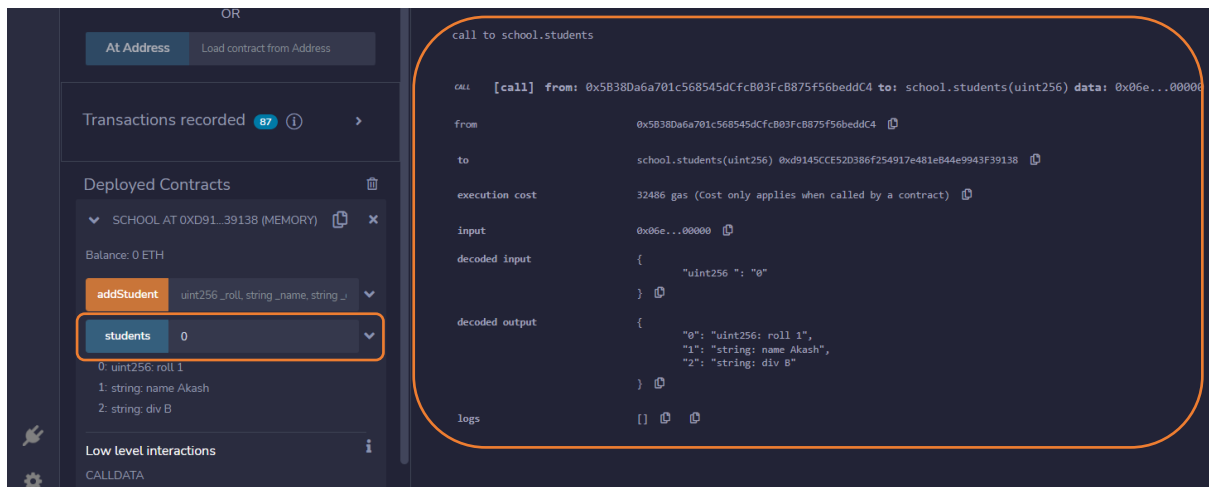 OR
At Address Load contract from Address
Transactions recorded 87 i
Deployed Contracts
SCHOOL AT 0XD91...39138 (MEMORY)
Balance: 0 ETH
addStudent uint256 _roll, string _name, string _
students 0
0: uint256: roll 1
1: string: name Akash
2: string: div B
Low level interactions i
CALLDATA
call to school.students
CALL [call] from: 0x5B38Da6a701c568545dCfcB03FcB875f56beddC4 to: school.students(uint256) data: 0x06e...00000
from 0x5B38Da6a701c568545dCfcB03FcB875f56beddC4
to school.students(uint256) 0xd9145CCE52D386f254917e481eB44e9943F39138
execution cost 32486 gas (Cost only applies when called by a contract)
input 0x06e...00000
decoded input {
"uint256 ": "0"
}
decoded output {
"0": "uint256: roll 1",
"1": "string: name Akash",
"2": "string: div B"
}
logs []